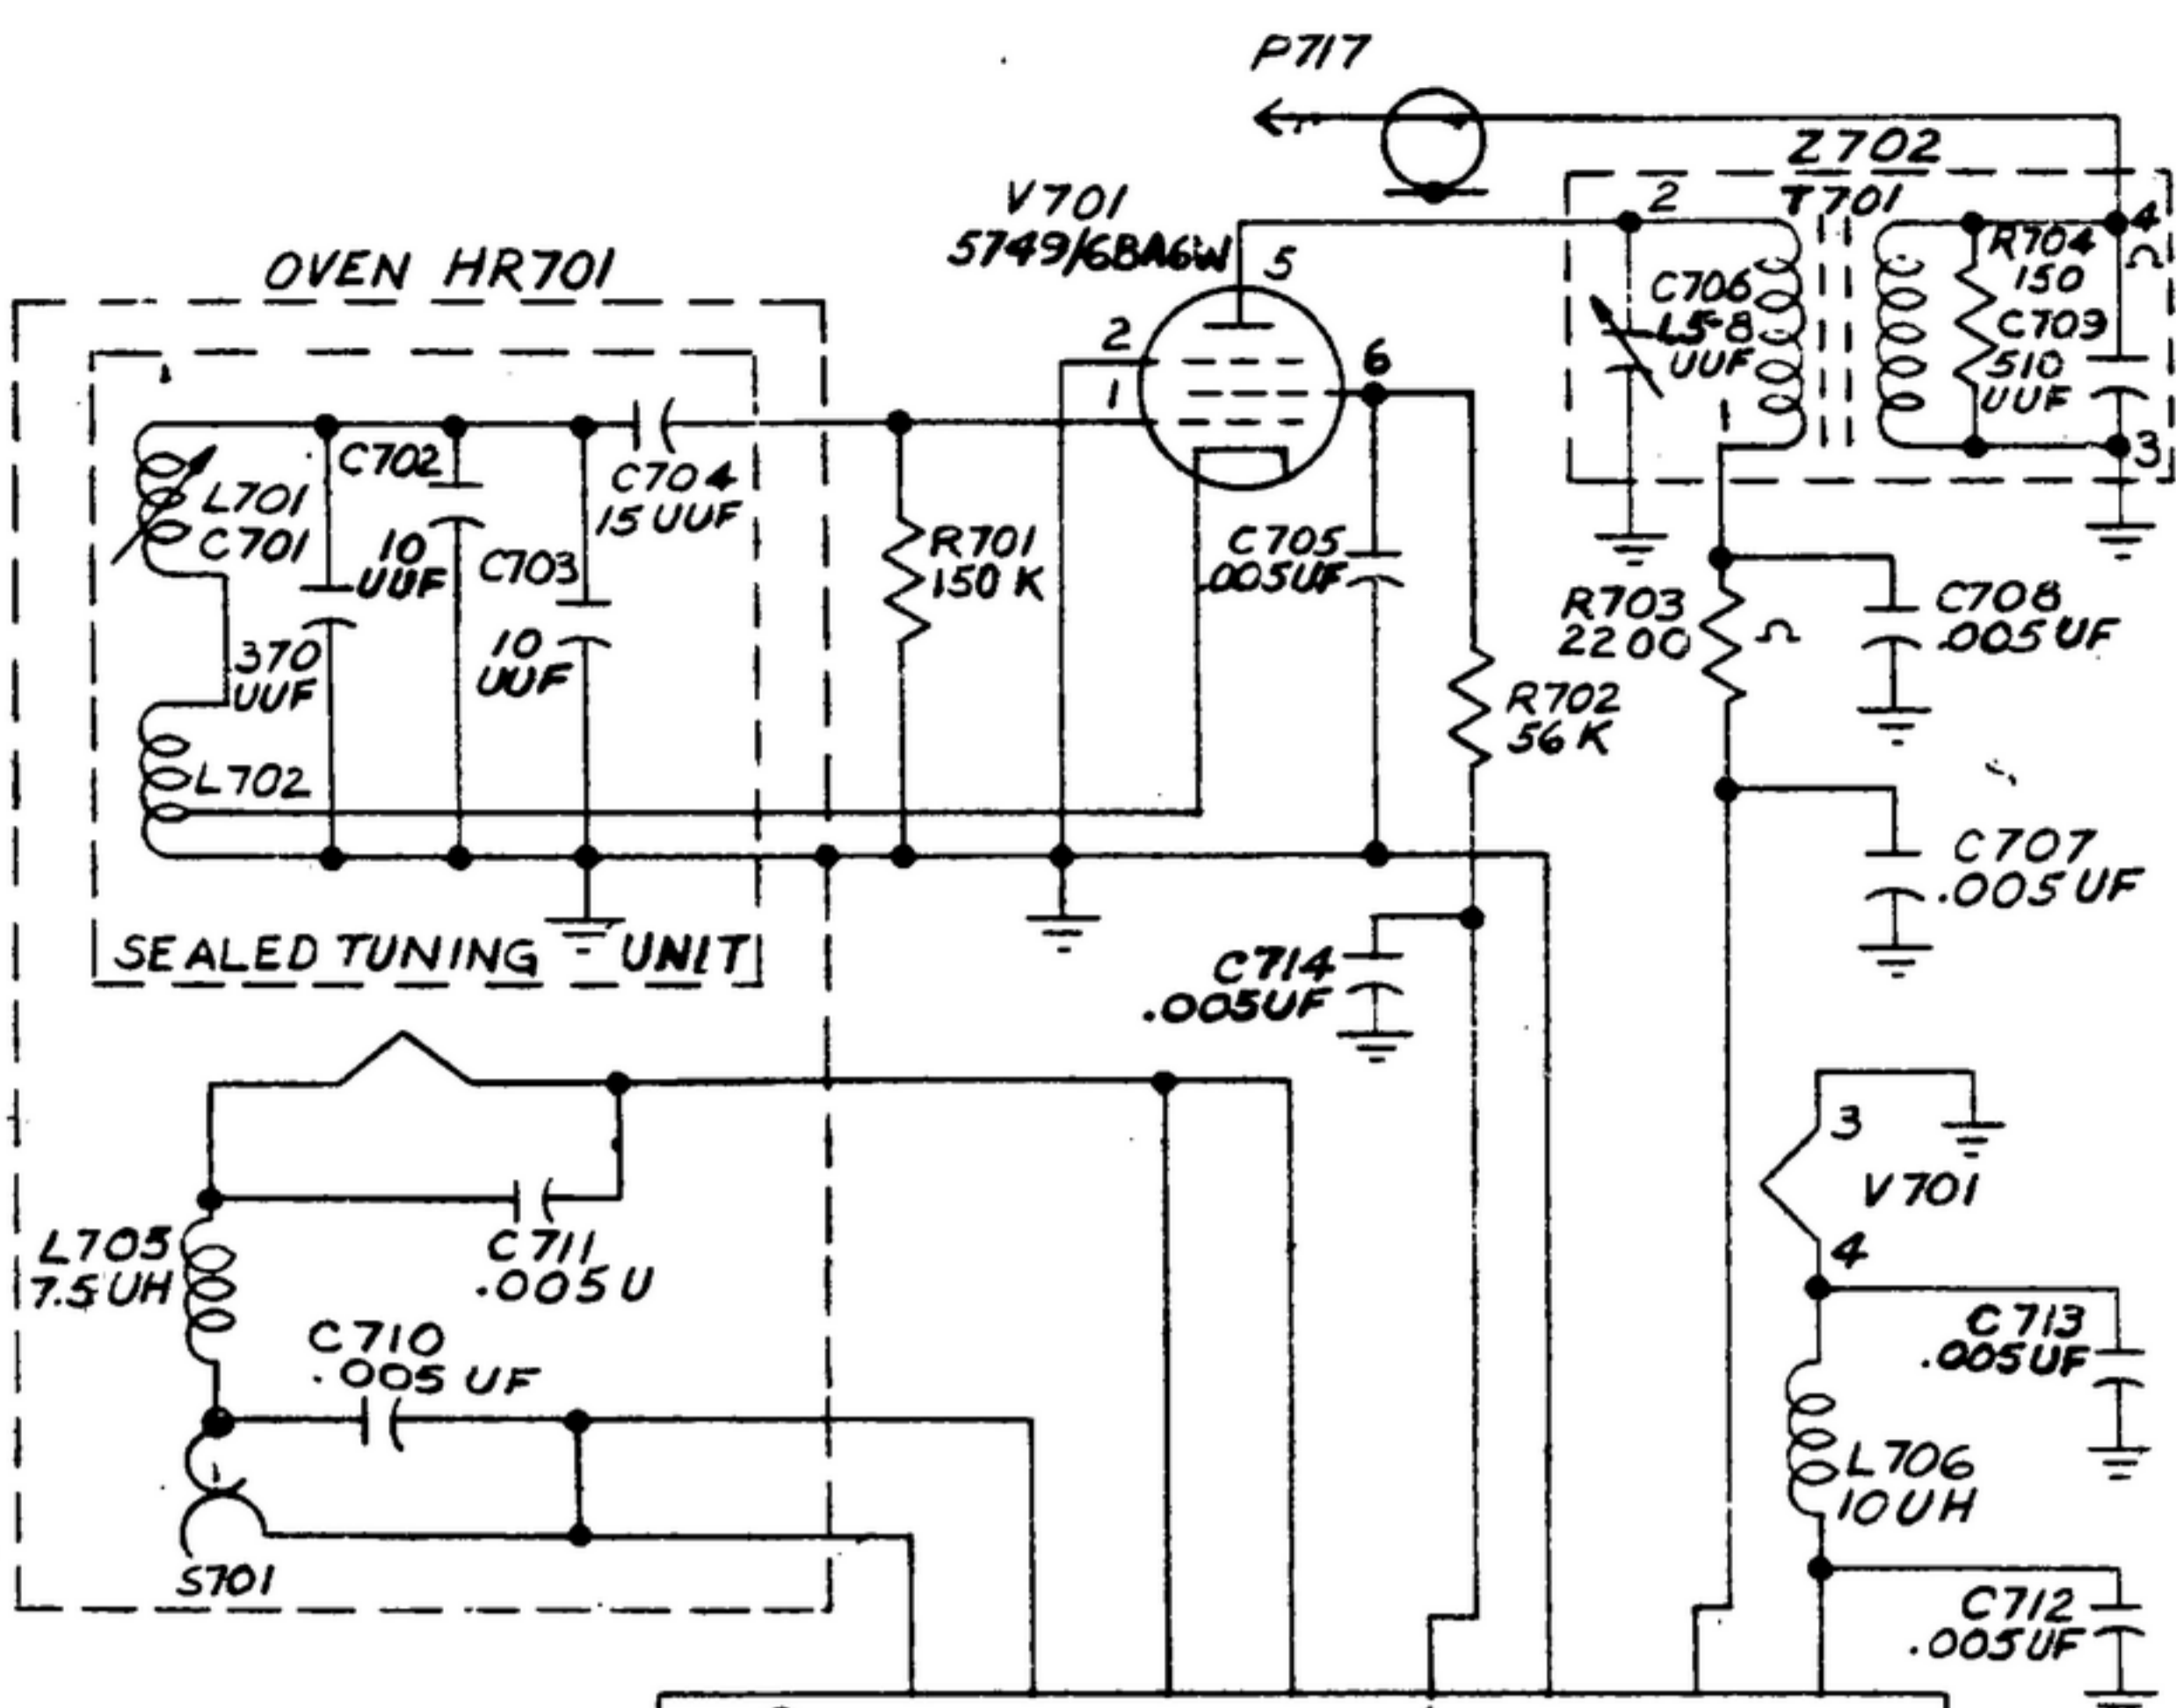 P717
Z702
V701
5749/6BA6W
2
T701
4
OVEN HR701
5
R704
150
Ω
C706
1.5-8
UUF
C709
510
UUF
2
1
6
1
3
C702
10
UUF
L701
C701
370
UUF
C703
10
UUF
C704
15 UUF
R701
150 K
C705
.005UF
R703
2200 Ω
C708
.005 UF
R702
56 K
L702
C707
.005 UF
SEALED TUNING UNIT
C714
.005UF
3
V701
4
L705
7.5 UH
C711
.005 U
C710
.005 UF
C713
.005UF
L706
10 UH
S701
C712
.005UF